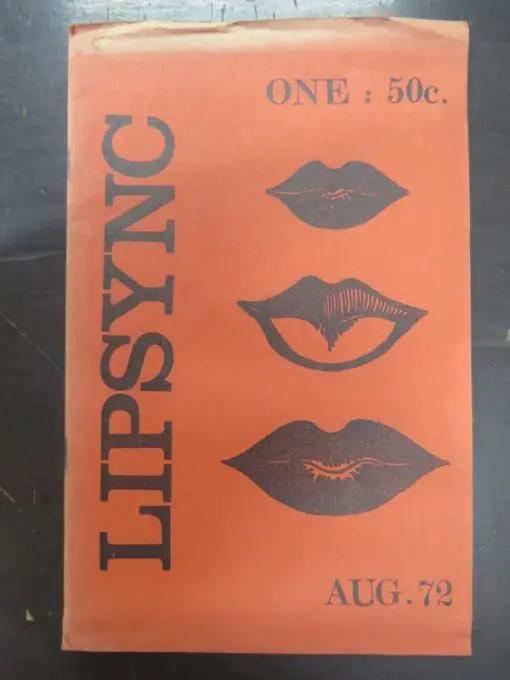 ONE : 50c.
LIPSYNC
AUG. 72